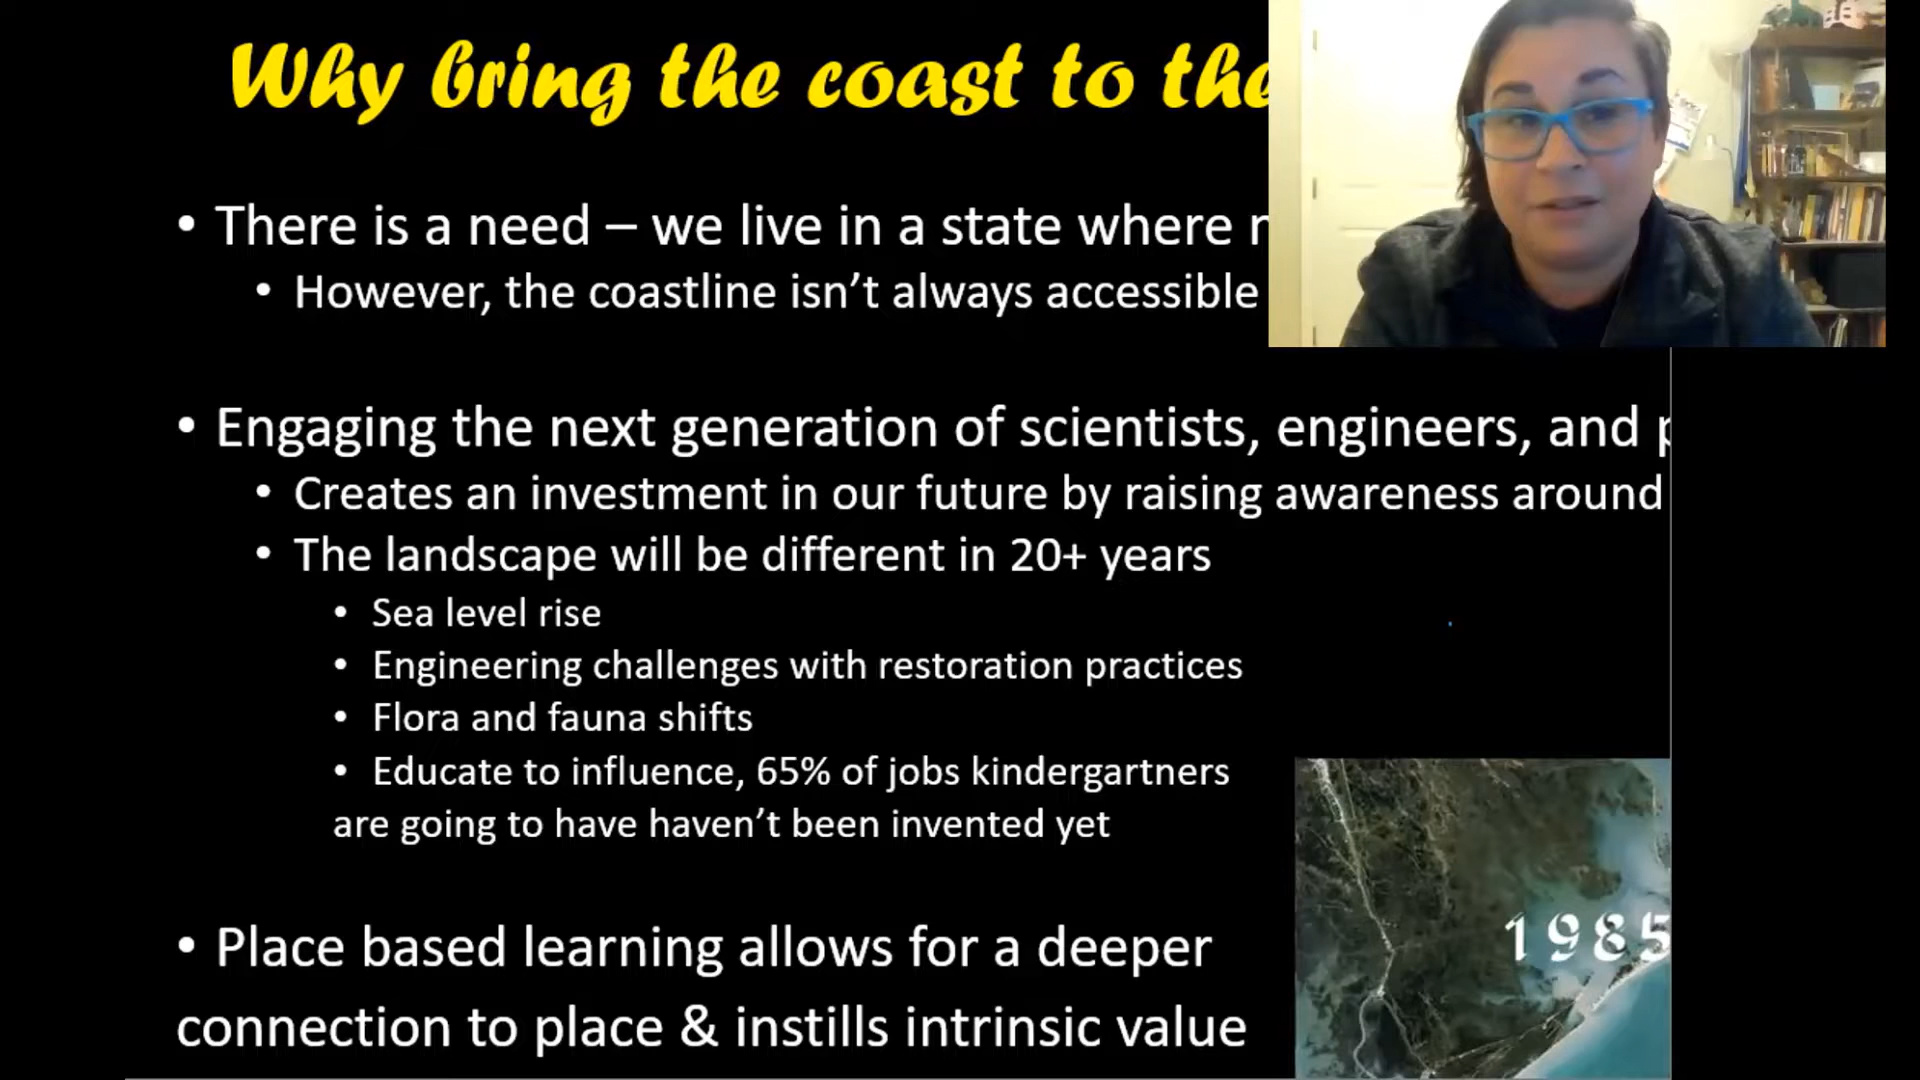 Why bring the coast to the
• There is a need – we live in a state where
• However, the coastline isn’t always accessible
• Engaging the next generation of scientists, engineers, and
• Creates an investment in our future by raising awareness around
• The landscape will be different in 20+ years
• Sea level rise
• Engineering challenges with restoration practices
• Flora and fauna shifts
• Educate to influence, 65% of jobs kindergartners
are going to have haven’t been invented yet
• Place based learning allows for a deeper
connection to place & instills intrinsic value
1985